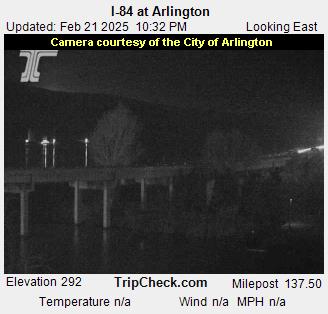 I-84 at Arlington
Updated: Feb 21 2025 10:32 PM Looking East
Camera courtesy of the City of Arlington
Elevation 292 TripCheck.com Milepost 137.50
Temperature n/a Wind n/a MPH n/a